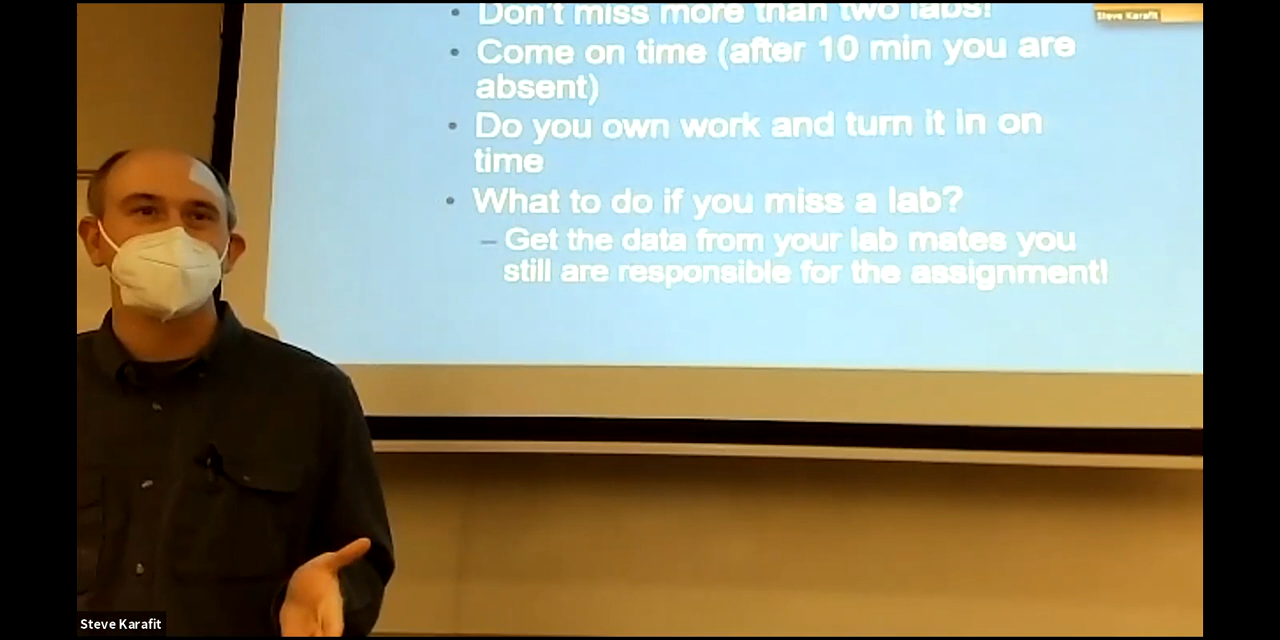 • Don't miss more than two labs!
Steve Karafit
• Come on time (after 10 min you are
absent)
• Do you own work and turn it in on
time
• What to do if you miss a lab?
– Get the data from your lab mates you
still are responsible for the assignment!
Steve Karafit